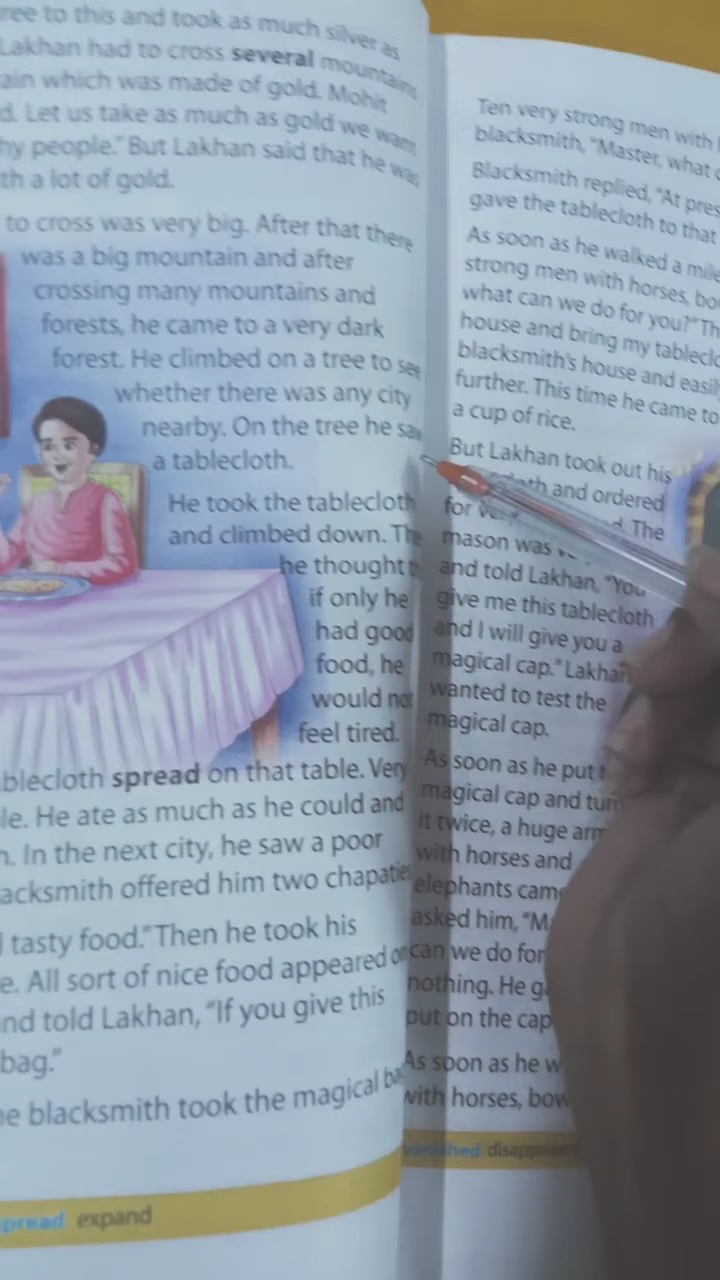 ree to this and took as much silver as
Lakhan had to cross several mountains
ain which was made of gold. Mohit
d. Let us take as much as gold we want
hy people." But Lakhan said that he was
th a lot of gold.
to cross was very big. After that there
was a big mountain and after
crossing many mountains and
forests, he came to a very dark
forest. He climbed on a tree to see
whether there was any city
nearby. On the tree he saw
a tablecloth.
He took the tablecloth
and climbed down. The
he thought
if only he
had good
food, he
would not
feel tired.
blecloth spread on that table. Very
le. He ate as much as he could and
n. In the next city, he saw a poor
acksmith offered him two chapaties
d tasty food." Then he took his
e. All sort of nice food appeared on
nd told Lakhan, "If you give this
bag."
he blacksmith took the magical bag
spread expand
Ten very strong men with
blacksmith, "Master, what
Blacksmith replied, "At pres
gave the tablecloth to that
As soon as he walked a mile
strong men with horses, bo
what can we do for you?" Th
house and bring my tableclo
blacksmith's house and easily
further. This time he came to
a cup of rice.
But Lakhan took out his
and ordered
for The
mason was
and told Lakhan, "You
give me this tablecloth
and I will give you a
magical cap." Lakhan
wanted to test the
magical cap.
As soon as he put
magical cap and turn
it twice, a huge arm
with horses and
elephants came
asked him, "M
can we do for
nothing. He g
put on the cap
As soon as he w
with horses, bow
vanished disappeared